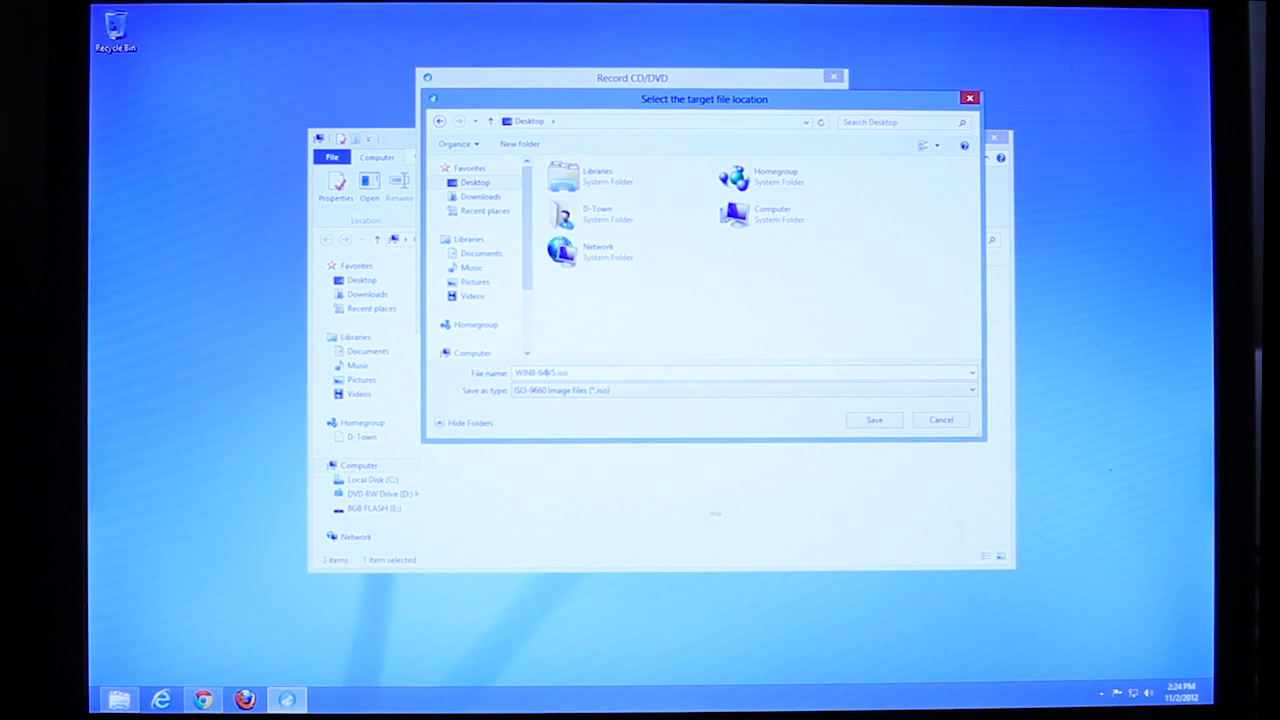 Recycle Bin
Record CD/DVD
Select the target file location
Desktop
Search Desktop
Organize
New folder
Favorites
Desktop
Downloads
Recent places
Libraries
Documents
Music
Pictures
Videos
Homegroup
Computer
Libraries
System Folder
Homegroup
System Folder
D-Town
System Folder
Computer
System Folder
Network
System Folder
File name:
Save as type: ISO-9660 Image files (*.iso)
Hide Folders
Save
Cancel
File
Computer
Properties
Open
Rename
Location
Favorites
Desktop
Downloads
Recent places
Libraries
Documents
Music
Pictures
Videos
Homegroup
D-Town
Computer
Local Disk (C:)
DVD RW Drive (D:)
8GB FLASH (E:)
Network
3 items 1 item selected
2:24 PM
11/2/2012